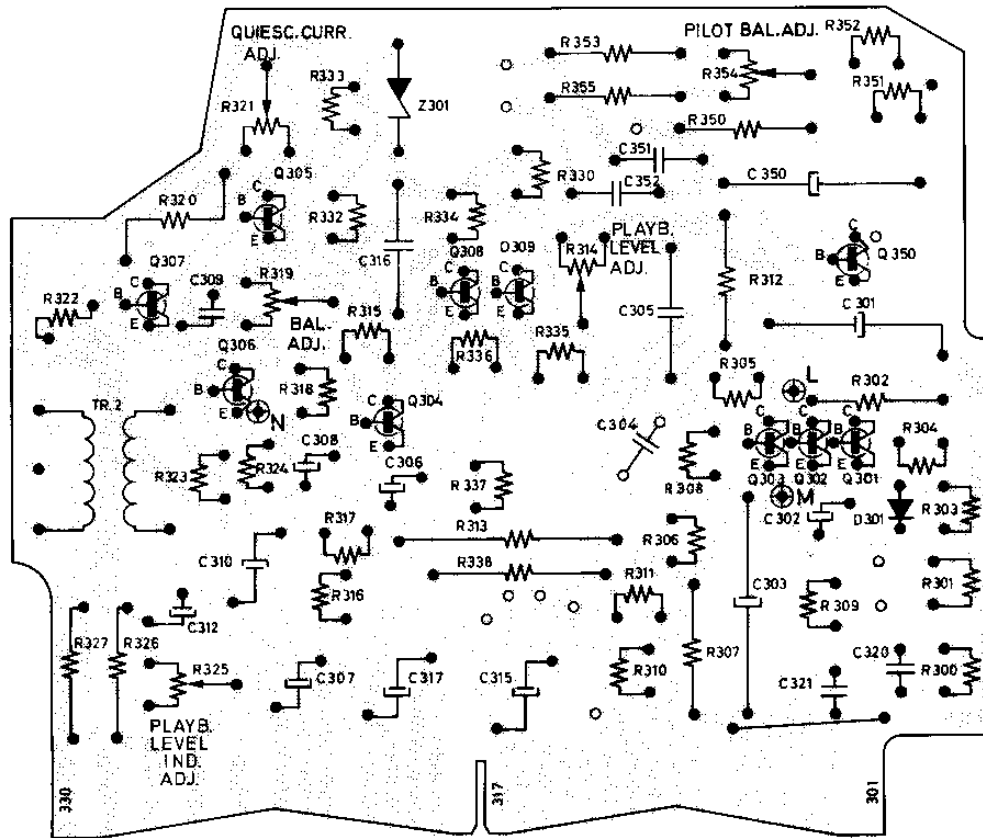 QUIESC.CURR.
ADJ.
PILOT BAL.ADJ.
R352
R353
R333
R354
R351
R321
Z301
R355
R350
C351
Q305
C
R330
C352
C350
R320
B
R332
R334
E
PLAYB.
LEVEL
ADJ.
Q308
Q309
R314
C316
C
B
E
Q350
Q307
C
B
E
C309
R319
C
B
E
C
B
E
R312
R322
BAL.
ADJ.
R315
C305
C301
R335
R336
Q306
C
B
E
N
R318
R305
L
R302
TR.2
Q304
C
B
E
C304
C
B
E
C
E
C
B
E
R304
C308
R323
R324
C306
R337
R308
Q303
Q302
Q301
M
C302
D301
R303
R317
R313
R306
C310
R338
R311
C303
R301
R316
R309
C312
R327
R326
R325
C307
C317
C315
R310
R307
C320
R300
C321
PLAYB.
LEVEL
IND.
ADJ.
330
317
301